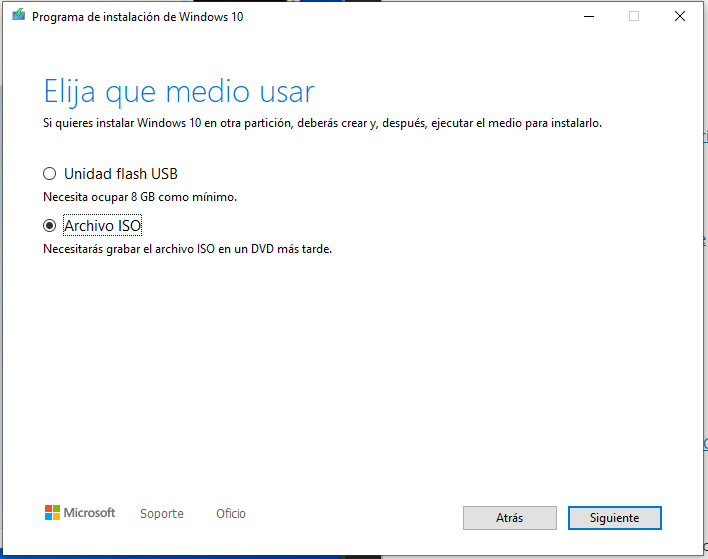 Programa de instalación de Windows 10
Elija que medio usar
Si quieres instalar Windows 10 en otra partición, deberás crear y, después, ejecutar el medio para instalarlo.
Unidad flash USB
Necesita ocupar 8 GB como mínimo.
Archivo ISO
Necesitarás grabar el archivo ISO en un DVD más tarde.
Microsoft Soporte Oficio Atrás Siguiente